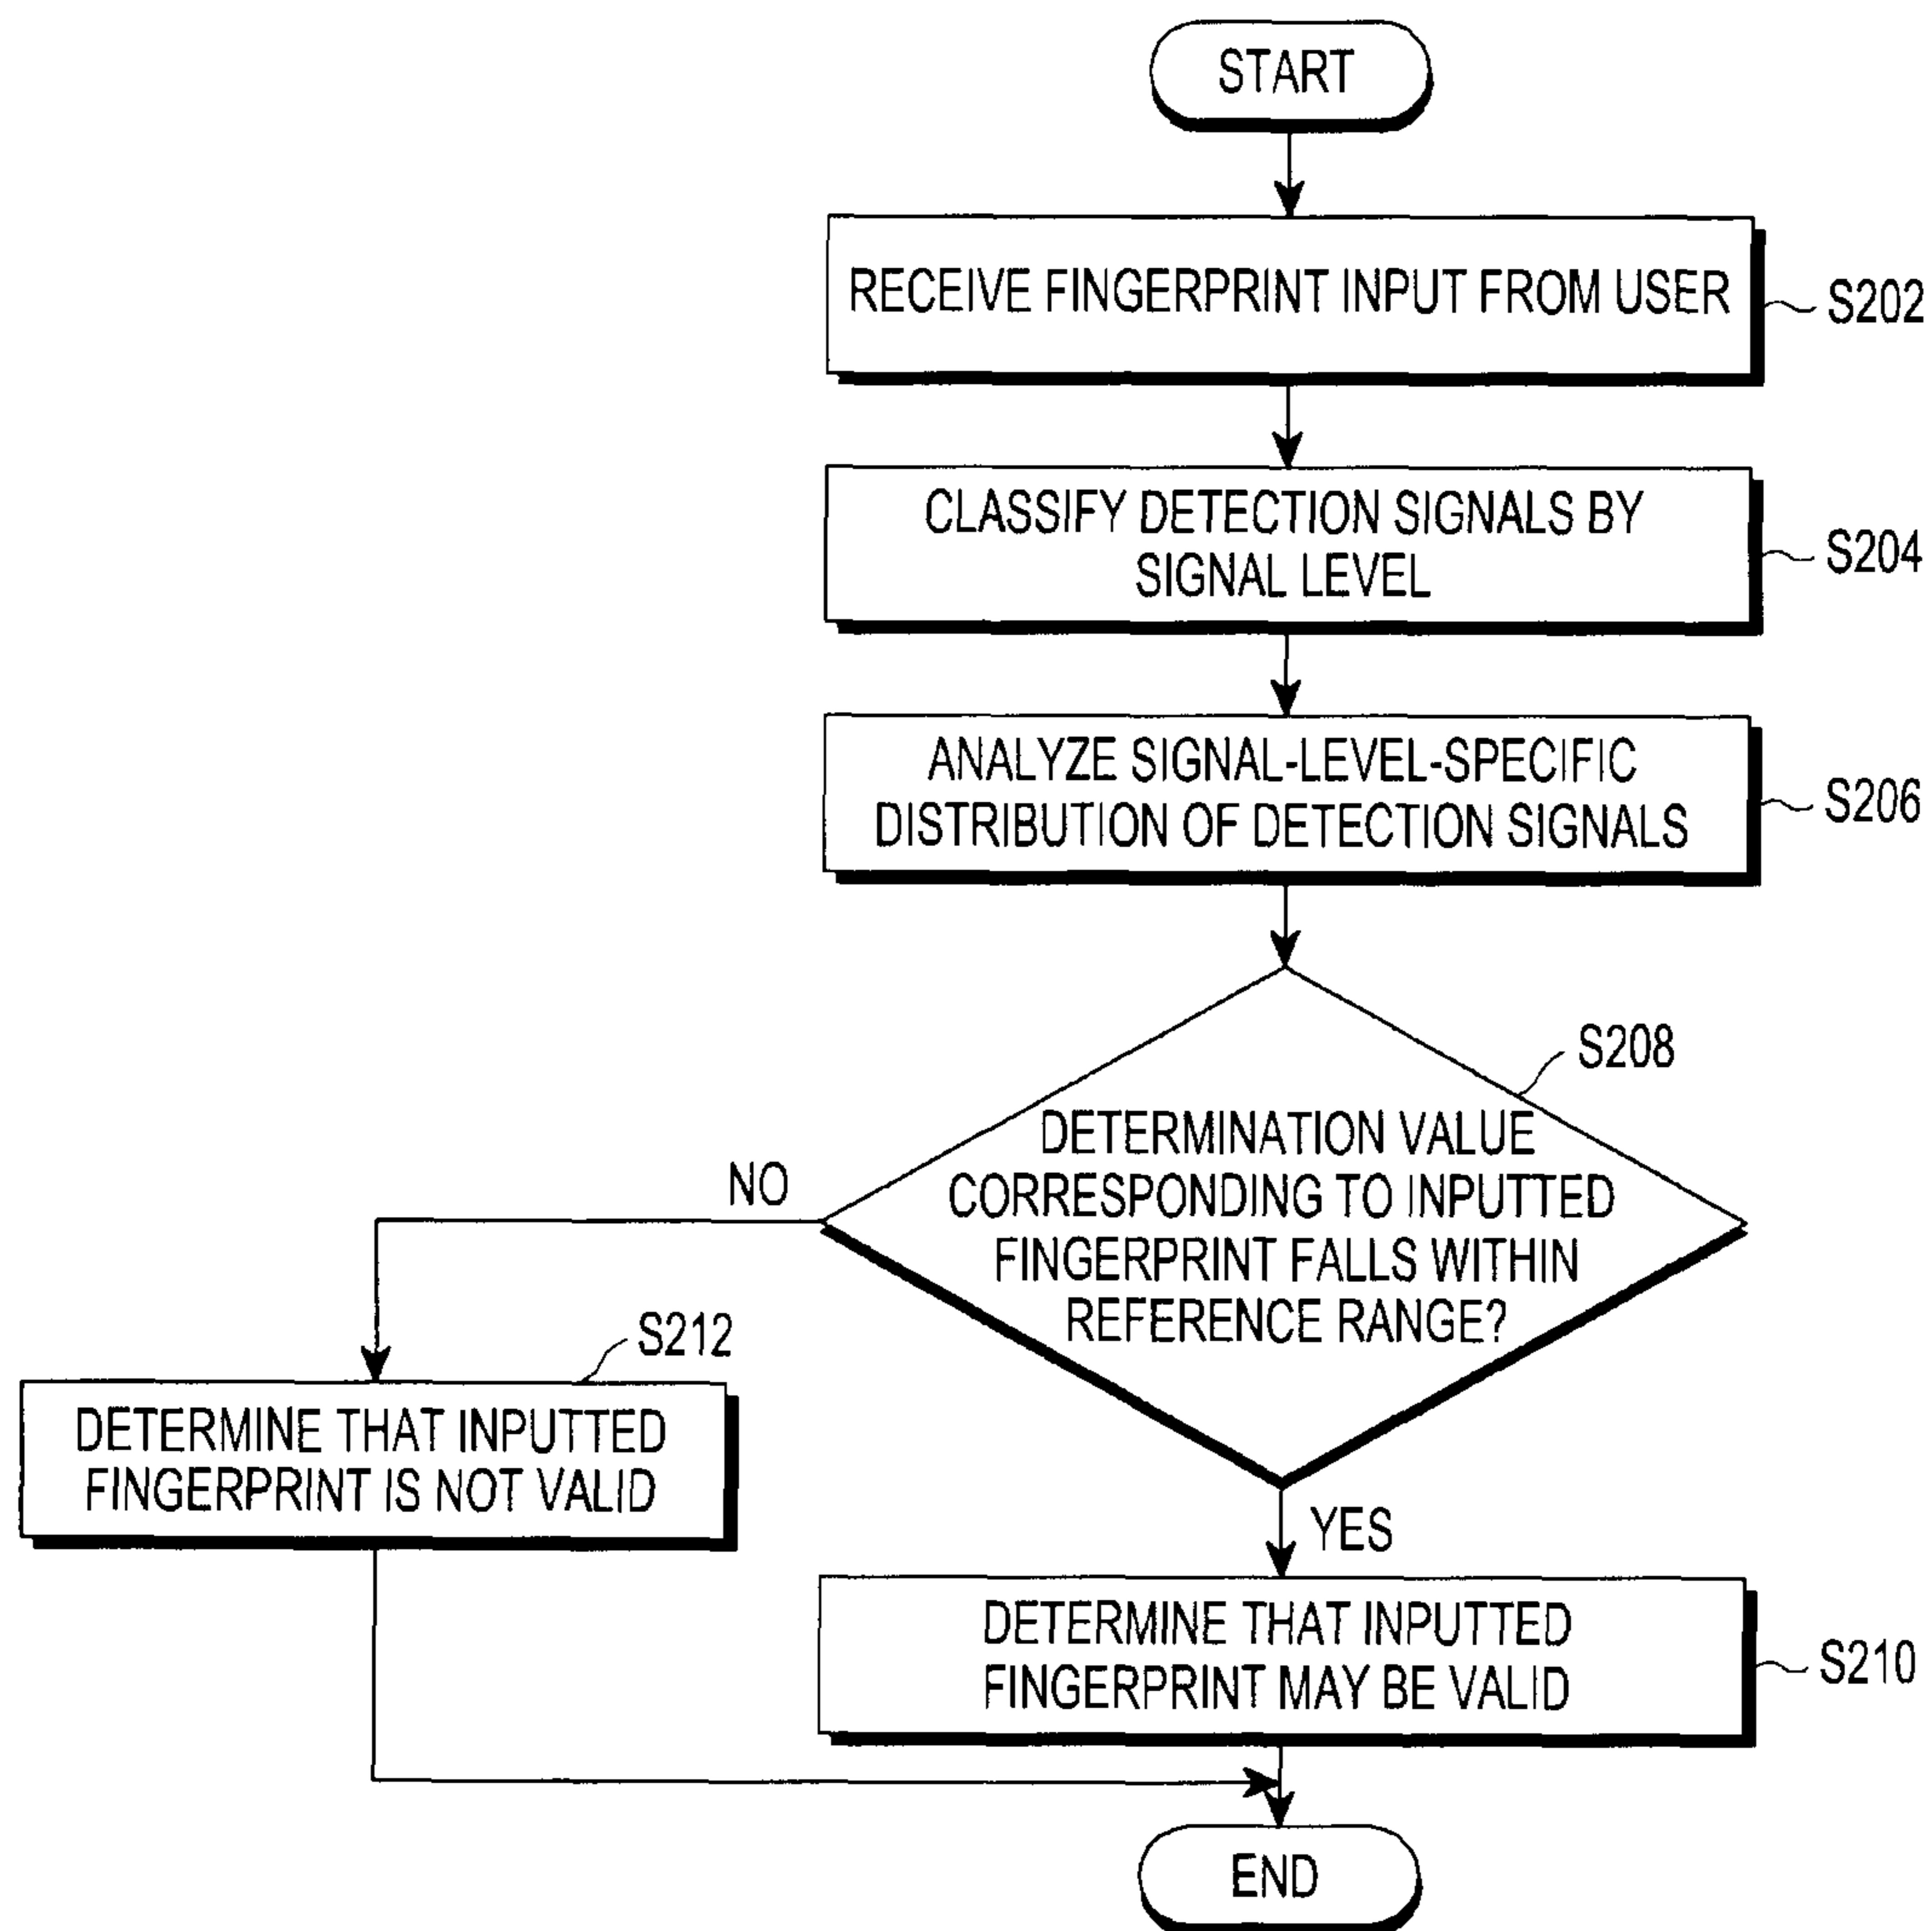 START
RECEIVE FINGERPRINT INPUT FROM USER
S202
CLASSIFY DETECTION SIGNALS BY
SIGNAL LEVEL
S204
ANALYZE SIGNAL-LEVEL-SPECIFIC
DISTRIBUTION OF DETECTION SIGNALS
S206
S208
DETERMINATION VALUE
CORRESPONDING TO INPUTTED
FINGERPRINT FALLS WITHIN
REFERENCE RANGE?
NO
S212
DETERMINE THAT INPUTTED
FINGERPRINT IS NOT VALID
YES
DETERMINE THAT INPUTTED
FINGERPRINT MAY BE VALID
S210
END